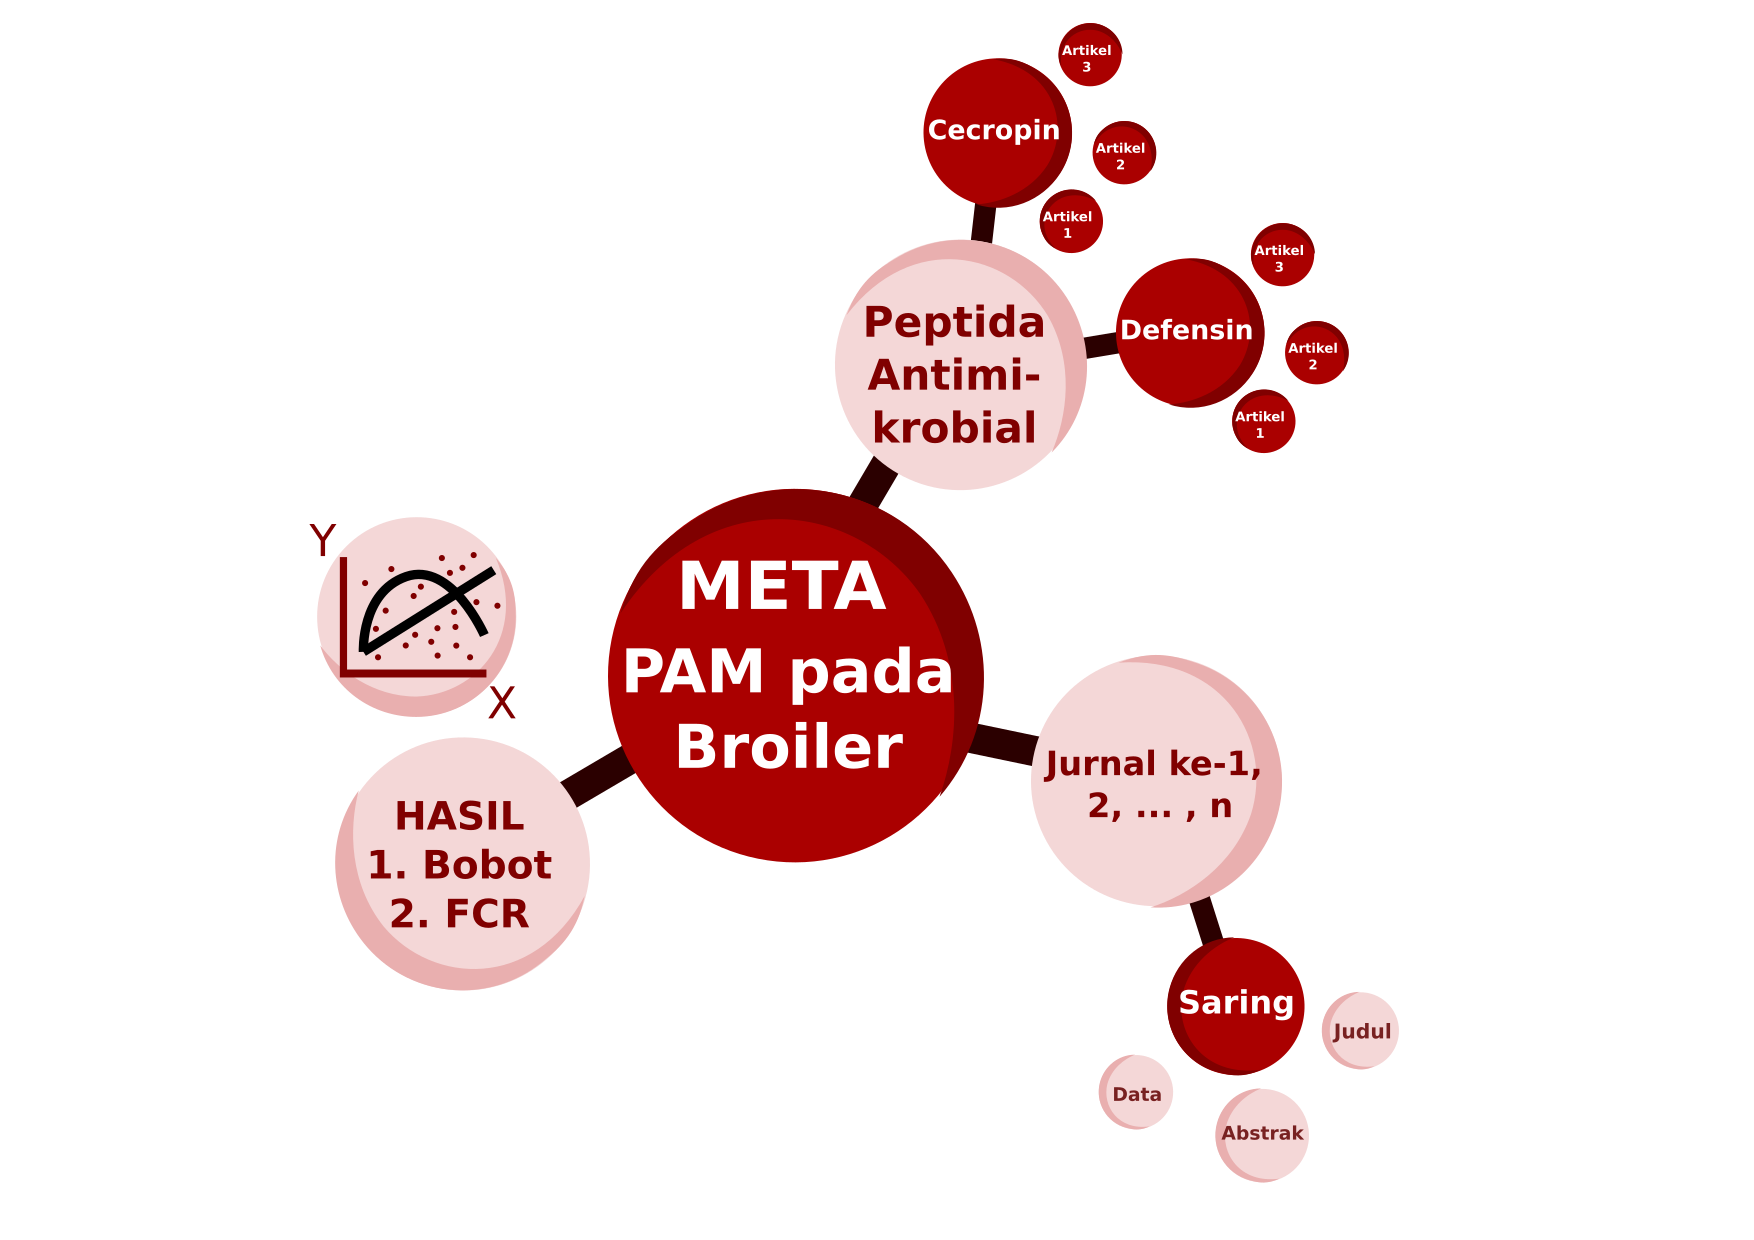 Artikel
3
Cecropin
Artikel
2
Artikel
1
Peptida
Antimi-
krobial
Artikel
3
Defensin
Artikel
2
Artikel
1
META
PAM pada
Broiler
Y
X
HASIL
1. Bobot
2. FCR
Jurnal ke-1,
2, ... , n
Saring
Judul
Data
Abstrak